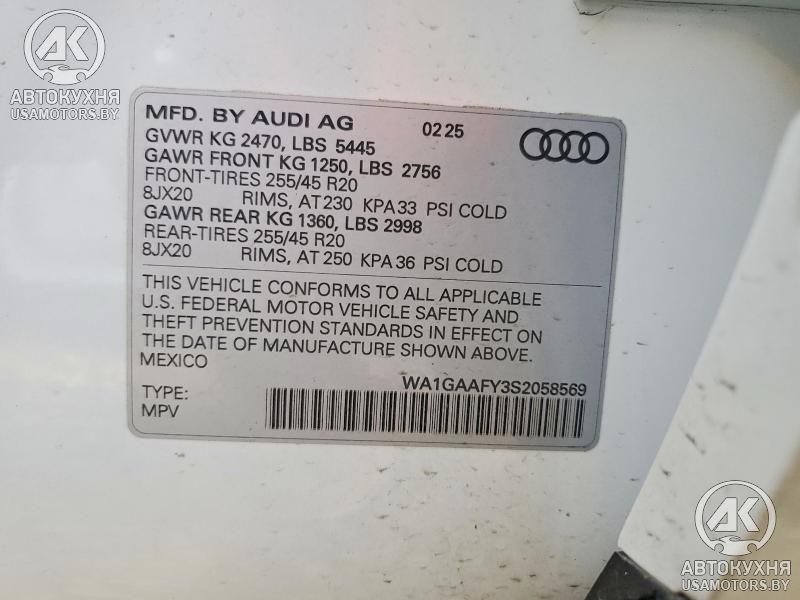 AK
АВТОКУХНЯ
USAMOTORS.BY
MFD. BY AUDI AG 02 25
GVWR KG 2470, LBS 5445
GAWR FRONT KG 1250, LBS 2756
FRONT-TIRES 255/45 R20
8JX20 RIMS, AT 230 KPA 33 PSI COLD
GAWR REAR KG 1360, LBS 2998
REAR-TIRES 255/45 R20
8JX20 RIMS, AT 250 KPA 36 PSI COLD
THIS VEHICLE CONFORMS TO ALL APPLICABLE
U.S. FEDERAL MOTOR VEHICLE SAFETY AND
THEFT PREVENTION STANDARDS IN EFFECT ON
THE DATE OF MANUFACTURE SHOWN ABOVE.
MEXICO
WA1GAAFY3S2058569
TYPE:
MPV
AK
АВТОКУХНЯ
USAMOTORS.BY